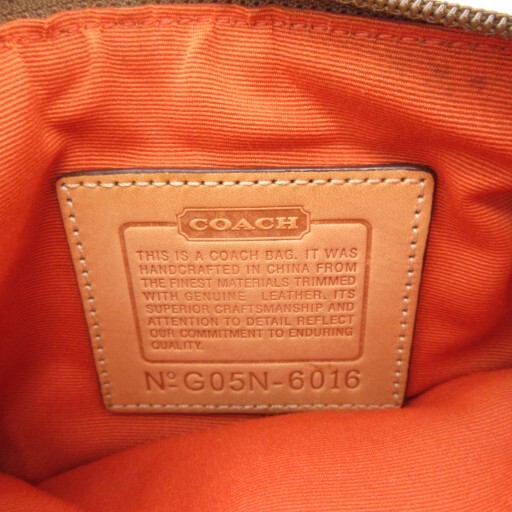 COACH
THIS IS A COACH BAG. IT WAS
HANDCRAFTED IN CHINA FROM
THE FINEST MATERIALS TRIMMED
WITH GENUINE LEATHER. ITS
SUPERIOR CRAFTSMANSHIP AND
ATTENTION TO DETAIL REFLECT
OUR COMMITMENT TO ENDURING
QUALITY.
Nº G05N-6016